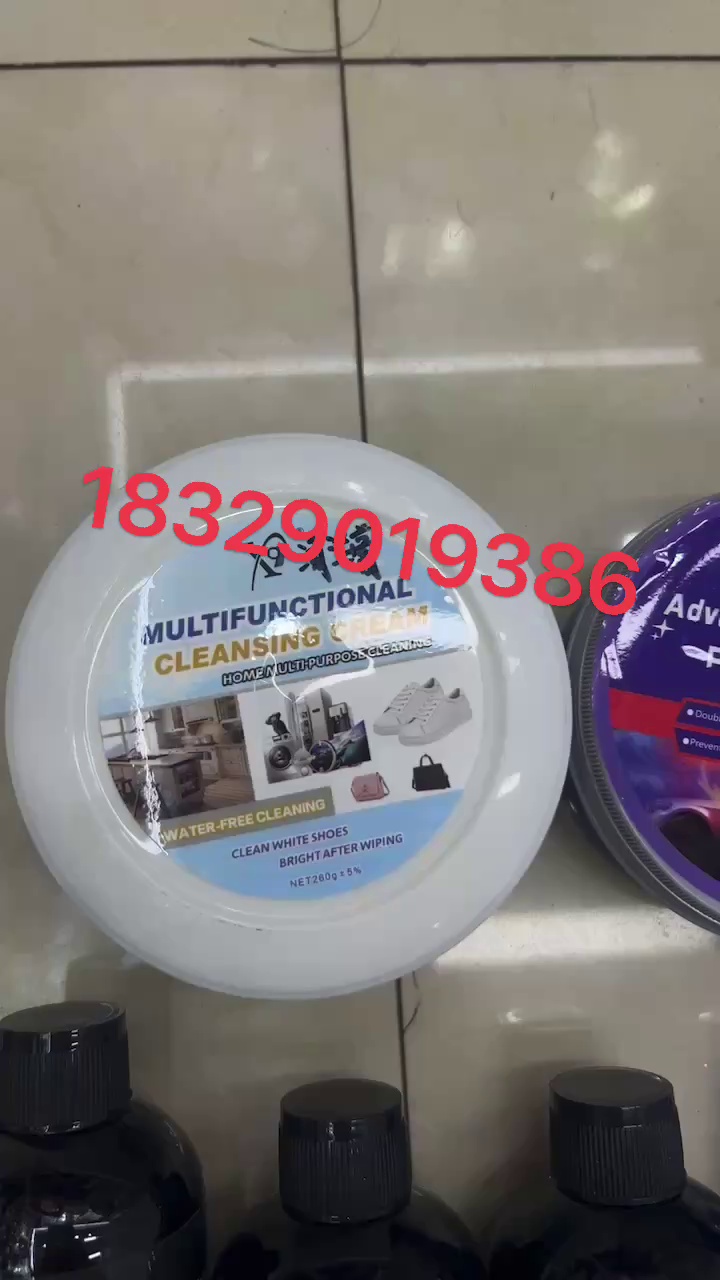 18329019386
MULTIFUNCTIONAL
CLEANSING CREAM
HOME MULTI-PURPOSE CLEANING
WATER-FREE CLEANING
CLEAN WHITE SHOES
BRIGHT AFTER WIPING
NET260g±5%